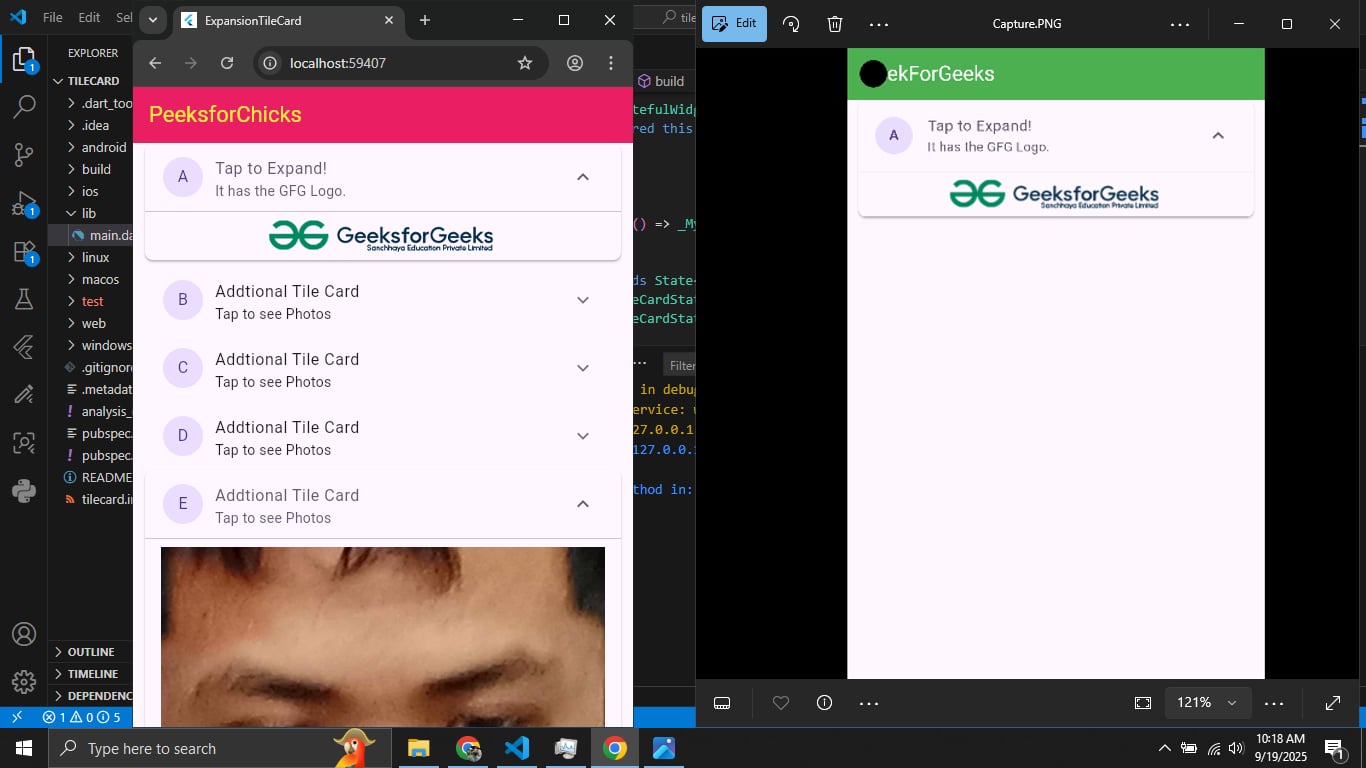 File Edit Sel
ExpansionTileCard
tile
Edit
Capture.PNG
EXPLORER
localhost:59407
build
TILECARD
.dart_too
.idea
android
build
ios
lib
main.da
linux
macos
test
web
windows
.gitignore
.metadat
analysis_
pubspec.
pubspec.
README
tilecard.i
OUTLINE
TIMELINE
DEPENDENC
1 0 5
PeeksforChicks
A
Tap to Expand!
It has the GFG Logo.
GeeksforGeeks
Sanchhaya Education Private Limited
B
Addtional Tile Card
Tap to see Photos
C
Addtional Tile Card
Tap to see Photos
D
Addtional Tile Card
Tap to see Photos
E
Addtional Tile Card
Tap to see Photos
tefulWidg
red this
() => _My
ds State<
eCardStat
eCardStat
Filter
in debug
ervice: w
27.0.0.1
127.0.0.1
thod in:
ekForGeeks
A
Tap to Expand!
It has the GFG Logo.
GeeksforGeeks
Sanchhaya Education Private Limited
121%
Type here to search
10:18 AM
9/19/2025